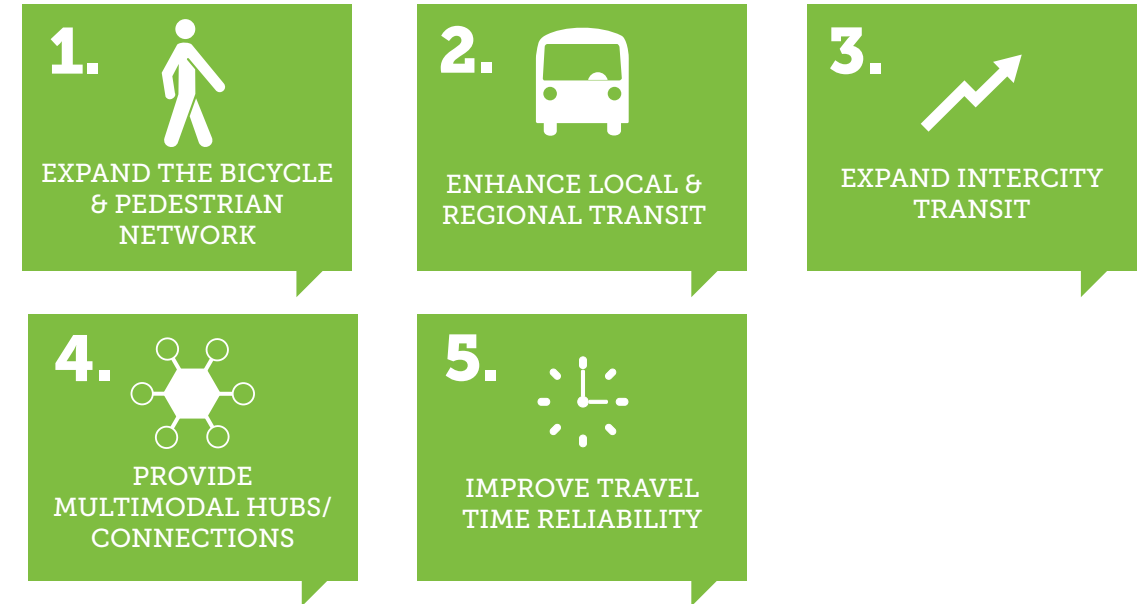 1.
EXPAND THE BICYCLE
& PEDESTRIAN
NETWORK
2.
ENHANCE LOCAL &
REGIONAL TRANSIT
3.
EXPAND INTERCITY
TRANSIT
4.
PROVIDE
MULTIMODAL HUBS/
CONNECTIONS
5.
IMPROVE TRAVEL
TIME RELIABILITY